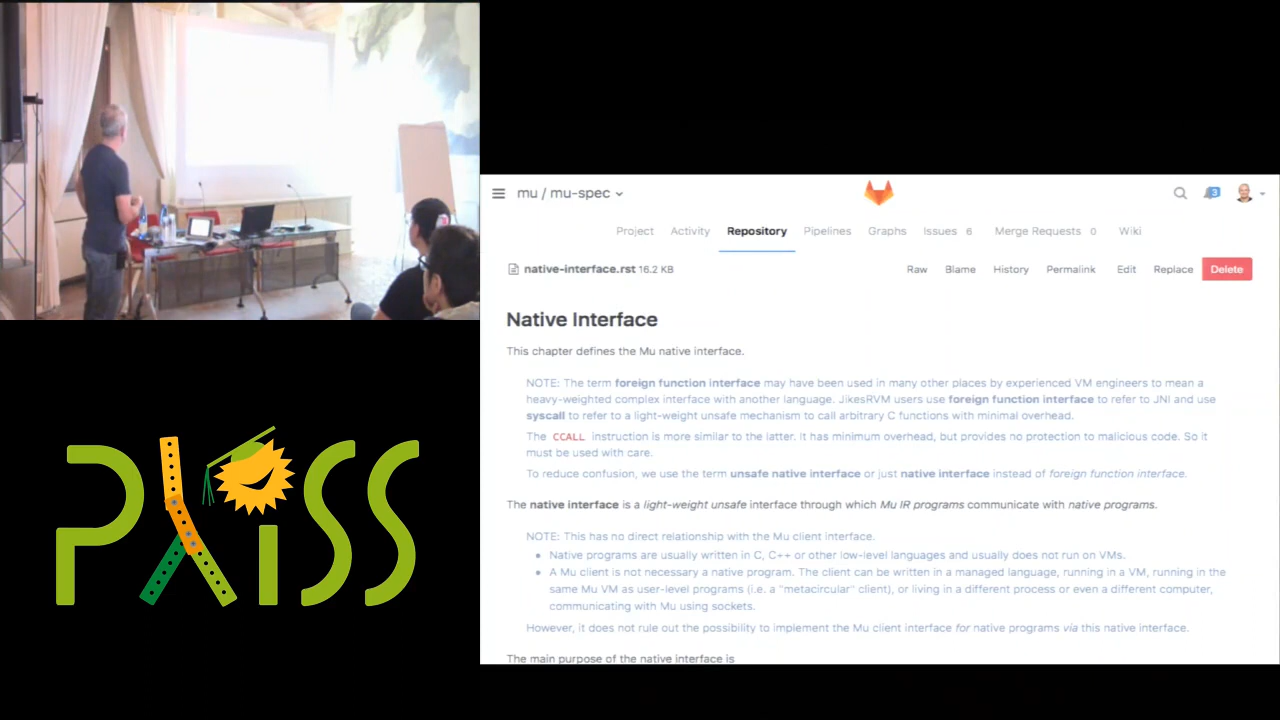 mu / mu-spec
3
Project Activity Repository Pipelines Graphs Issues 6 Merge Requests 0 Wiki
native-interface.rst 16.2 KB Raw Blame History Permalink Edit Replace Delete
Native Interface
This chapter defines the Mu native interface.
NOTE: The term foreign function interface may have been used in many other places by experienced VM engineers to mean a
heavy-weighted complex interface with another language. JikesRVM users use foreign function interface to refer to JNI and use
syscall to refer to a light-weight unsafe mechanism to call arbitrary C functions with minimal overhead.
The CCALL instruction is more similar to the latter. It has minimum overhead, but provides no protection to malicious code. So it
must be used with care.
To reduce confusion, we use the term unsafe native interface or just native interface instead of foreign function interface.
The native interface is a light-weight unsafe interface through which Mu IR programs communicate with native programs.
NOTE: This has no direct relationship with the Mu client interface.
• Native programs are usually written in C, C++ or other low-level languages and usually does not run on VMs.
• A Mu client is not necessary a native program. The client can be written in a managed language, running in a VM, running in the
same Mu VM as user-level programs (i.e. a "metacircular" client), or living in a different process or even a different computer,
communicating with Mu using sockets.
However, it does not rule out the possibility to implement the Mu client interface for native programs via this native interface.
The main purpose of the native interface is
PLISS